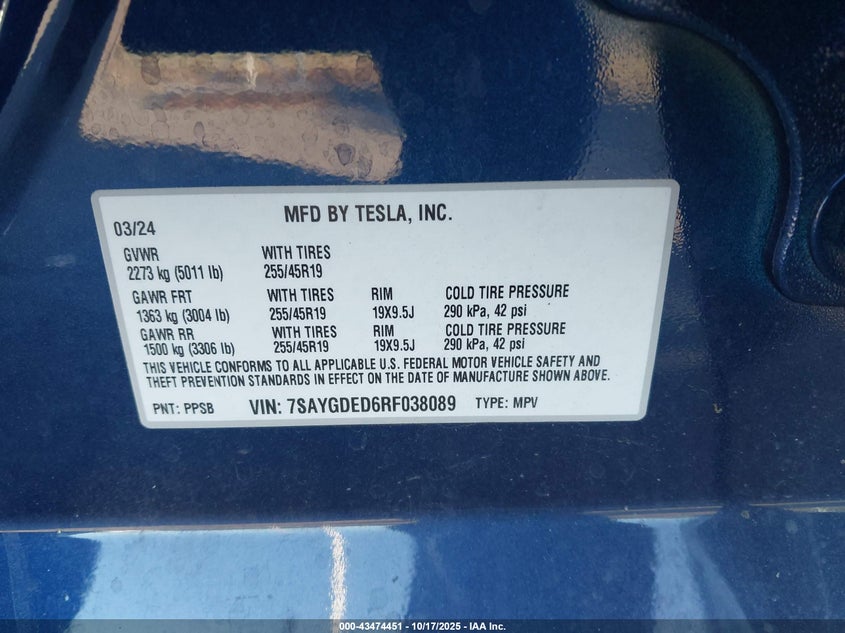 MFD BY TESLA, INC.
03/24
GVWR WITH TIRES
2273 kg (5011 lb) 255/45R19
GAWR FRT WITH TIRES RIM COLD TIRE PRESSURE
1363 kg (3004 lb) 255/45R19 19X9.5J 290 kPa, 42 psi
GAWR RR WITH TIRES RIM COLD TIRE PRESSURE
1500 kg (3306 lb) 255/45R19 19X9.5J 290 kPa, 42 psi
THIS VEHICLE CONFORMS TO ALL APPLICABLE U.S. FEDERAL MOTOR VEHICLE SAFETY AND
THEFT PREVENTION STANDARDS IN EFFECT ON THE DATE OF MANUFACTURE SHOWN ABOVE.
PNT: PPSB VIN: 7SAYGDED6RF038089 TYPE: MPV
000-43474451 - 10/17/2025 - IAA Inc.